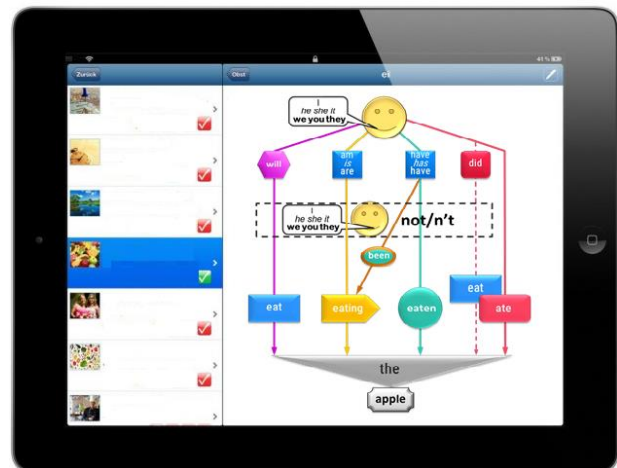 41 %
Zurück
Obst
I
he she it
we you they
will
am
is
are
have
has
have
did
I
he she it
we you they
not/n't
been
eat
eating
eaten
eat
ate
the
apple